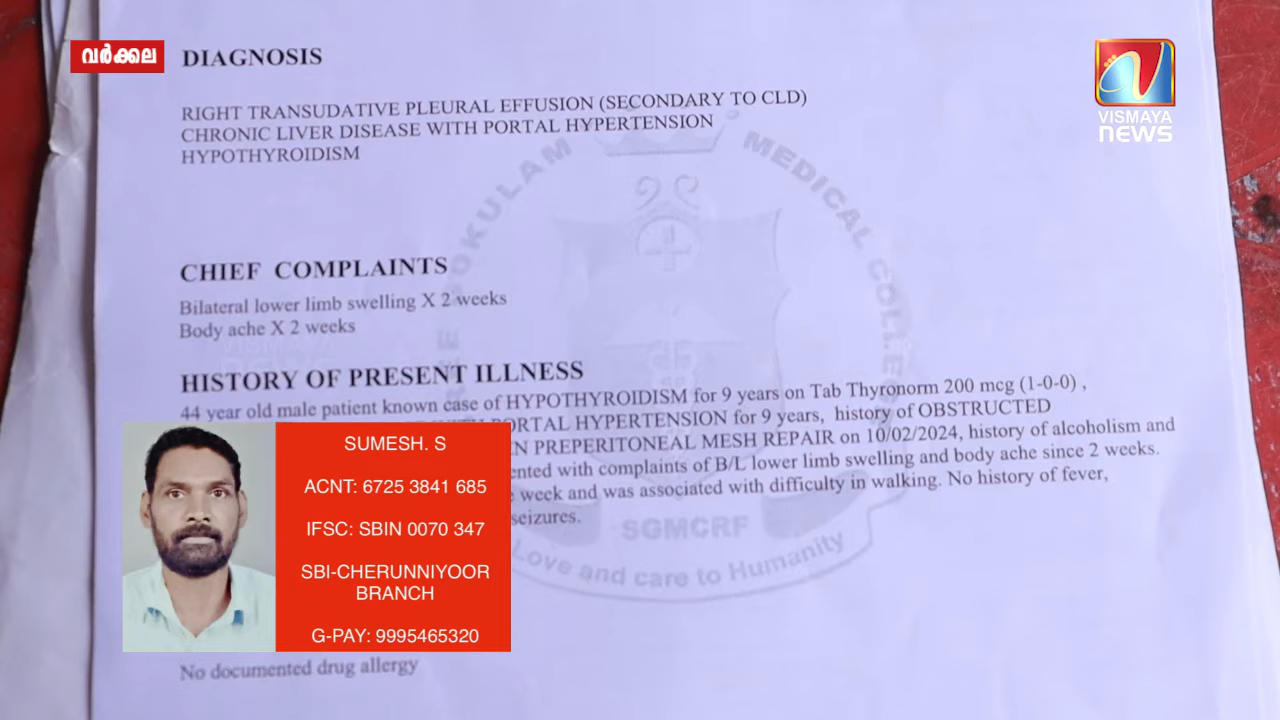 വർക്കല
VISMAYA
NEWS
DIAGNOSIS
RIGHT TRANSUDATIVE PLEURAL EFFUSION (SECONDARY TO CLD)
CHRONIC LIVER DISEASE WITH PORTAL HYPERTENSION
HYPOTHYROIDISM
CHIEF COMPLAINTS
Bilateral lower limb swelling X 2 weeks
Body ache X 2 weeks
HISTORY OF PRESENT ILLNESS
44 year old male patient known case of HYPOTHYROIDISM for 9 years on Tab Thyronorm 200 mcg (1-0-0) ,
PORTAL HYPERTENSION for 9 years, history of OBSTRUCTED
PREPERITONEAL MESH REPAIR on 10/02/2024, history of alcoholism and
with complaints of B/L lower limb swelling and body ache since 2 weeks.
week and was associated with difficulty in walking. No history of fever,
seizures.
No documented drug allergy
SUMESH. S
ACNT: 6725 3841 685
IFSC: SBIN 0070 347
SBI-CHERUNNIYOOR
BRANCH
G-PAY: 9995465320
MEDICAL COLLEGE
SGMCRF
Love and care to Humanity